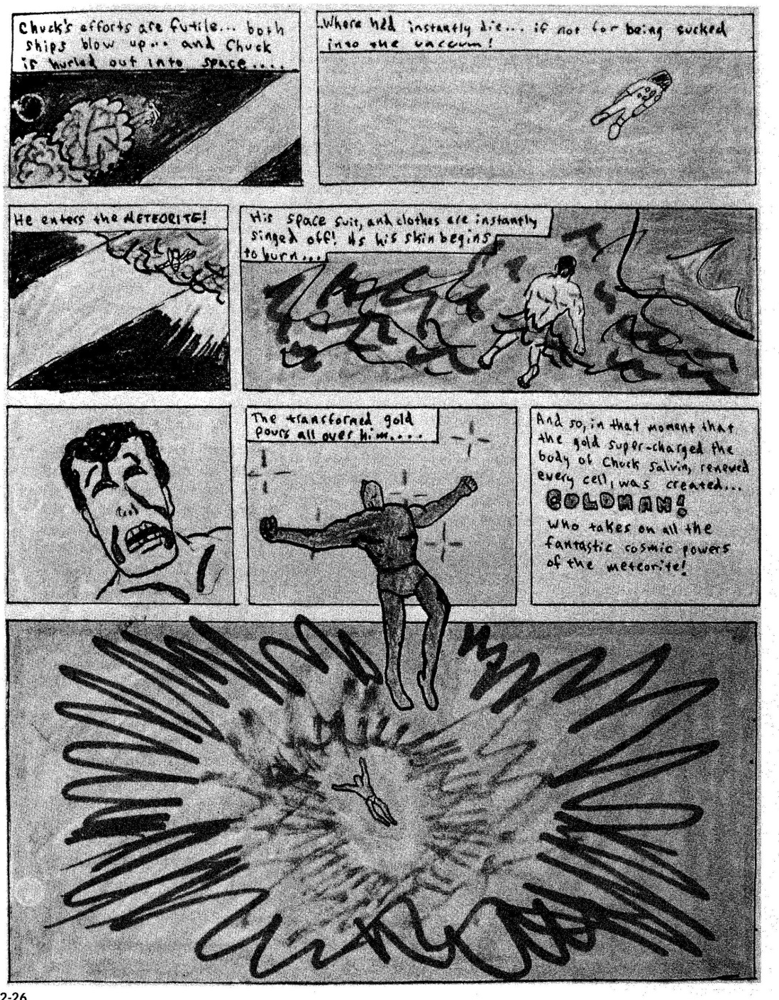 Chuck's efforts are futile... both
ships blow up... and Chuck
is hurled out into space....
..Where he'd instantly die... if not for being sucked
into the vaccum!
He enters the METEORITE!
His space suit, and clothes are instantly
singed off! As his skin begins
to burn...
The transformed gold
pours all over him....
And so, in that moment that
the gold super-charged the
body of Chuck Salvin, renewed
every cell, was created...
GOLDMAN!
who takes on all the
fantastic cosmic powers
of the meteorite!
2-26